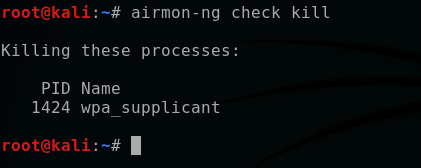 root@kali:~# airmon-ng check kill
Killing these processes:
PID Name
1424 wpa_supplicant
root@kali:~#